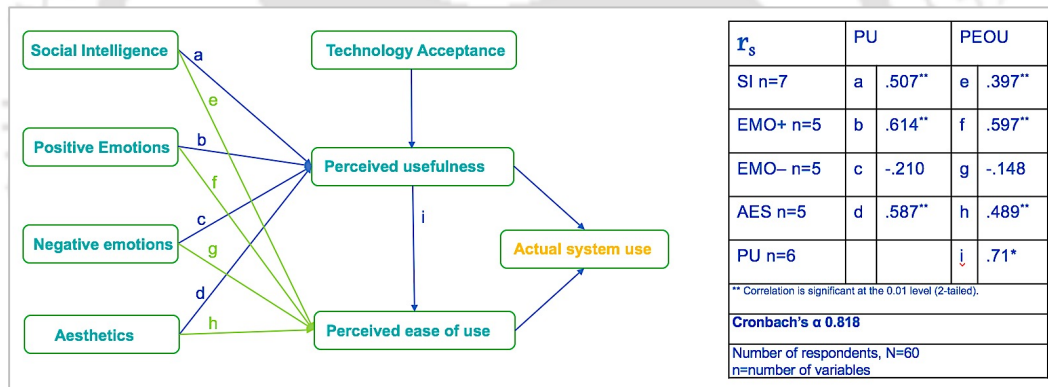 Social Intelligence
Technology Acceptance
a
e
Positive Emotions
b
Perceived usefulness
f
c
i
Negative emotions
g
Actual system use
d
Aesthetics
h
Perceived ease of use
rs PU PEOU
SI n=7 a .507** e .397**
EMO+ n=5 b .614** f .597**
EMO– n=5 c -.210 g -.148
AES n=5 d .587** h .489**
PU n=6 i .71*
** Correlation is significant at the 0.01 level (2-tailed).
Cronbach's α 0.818
Number of respondents, N=60
n=number of variables